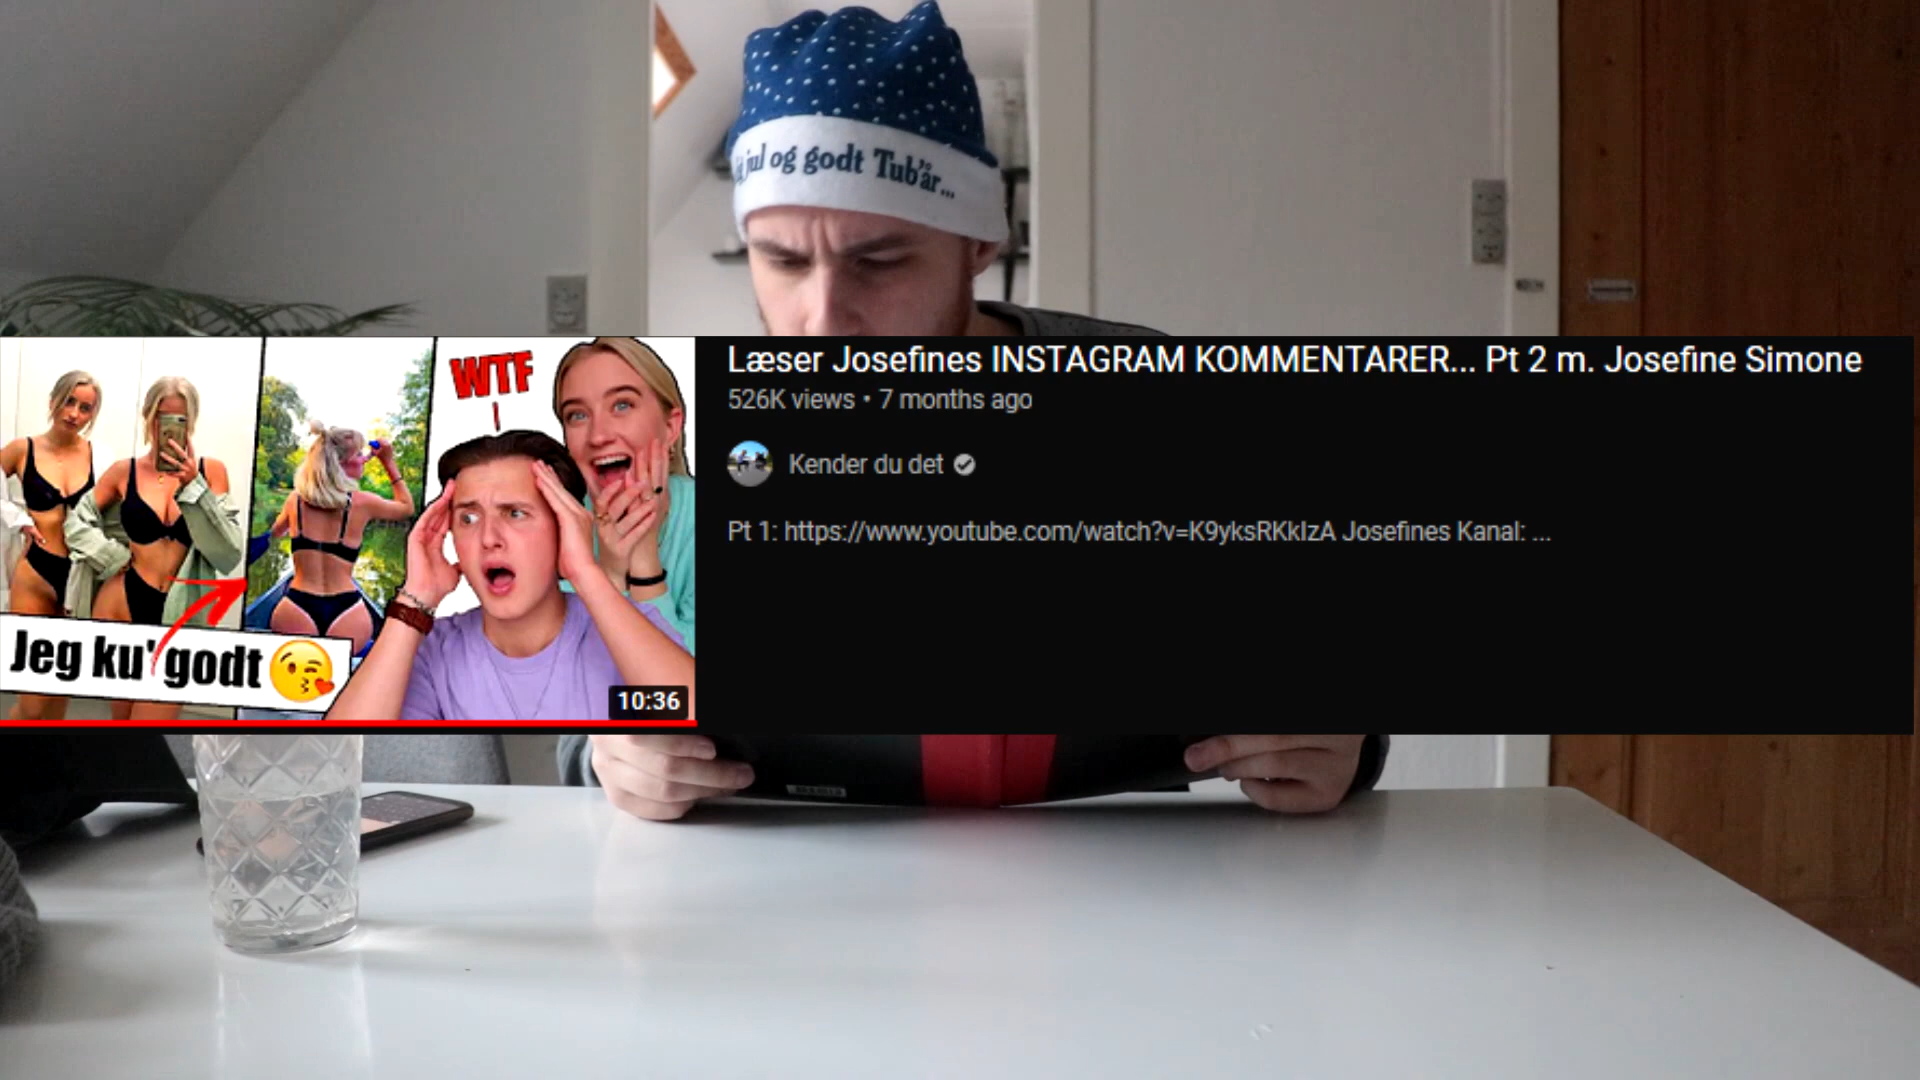 jul og godt Tub'år...
WTF
Jeg ku' godt
10:36
Læser Josefines INSTAGRAM KOMMENTARER... Pt 2 m. Josefine Simone
526K views • 7 months ago
Kender du det
Pt 1: https://www.youtube.com/watch?v=K9yksRKkIzA Josefines Kanal: ...